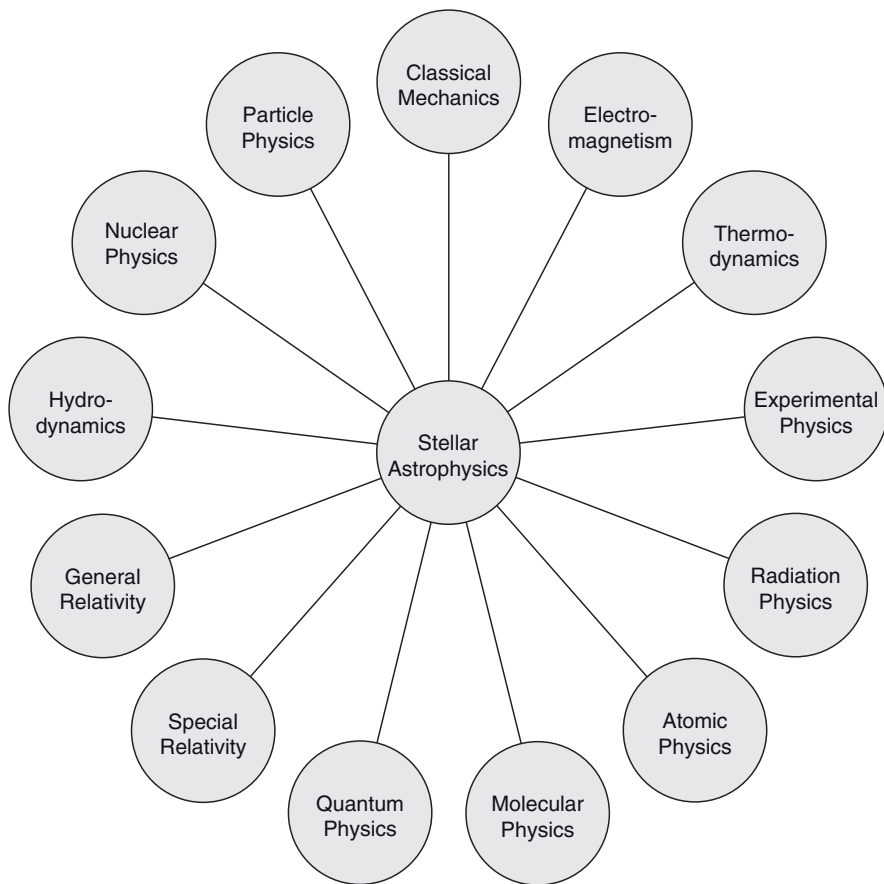 Classical
Mechanics
Electro-
magnetism
Thermo-
dynamics
Experimental
Physics
Radiation
Physics
Atomic
Physics
Molecular
Physics
Quantum
Physics
Special
Relativity
General
Relativity
Hydro-
dynamics
Nuclear
Physics
Particle
Physics
Stellar
Astrophysics